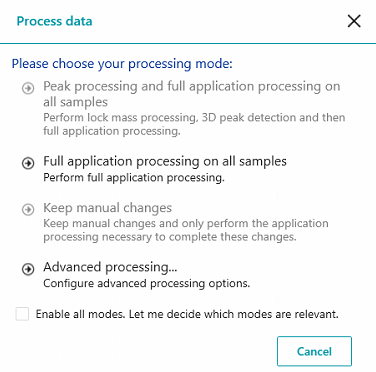 Process data
Please choose your processing mode:
Peak processing and full application processing on
all samples
Perform lock mass processing, 3D peak detection and then
full application processing.
Full application processing on all samples
Perform full application processing.
Keep manual changes
Keep manual changes and only perform the application
processing necessary to complete these changes.
Advanced processing...
Configure advanced processing options.
Enable all modes. Let me decide which modes are relevant.
Cancel